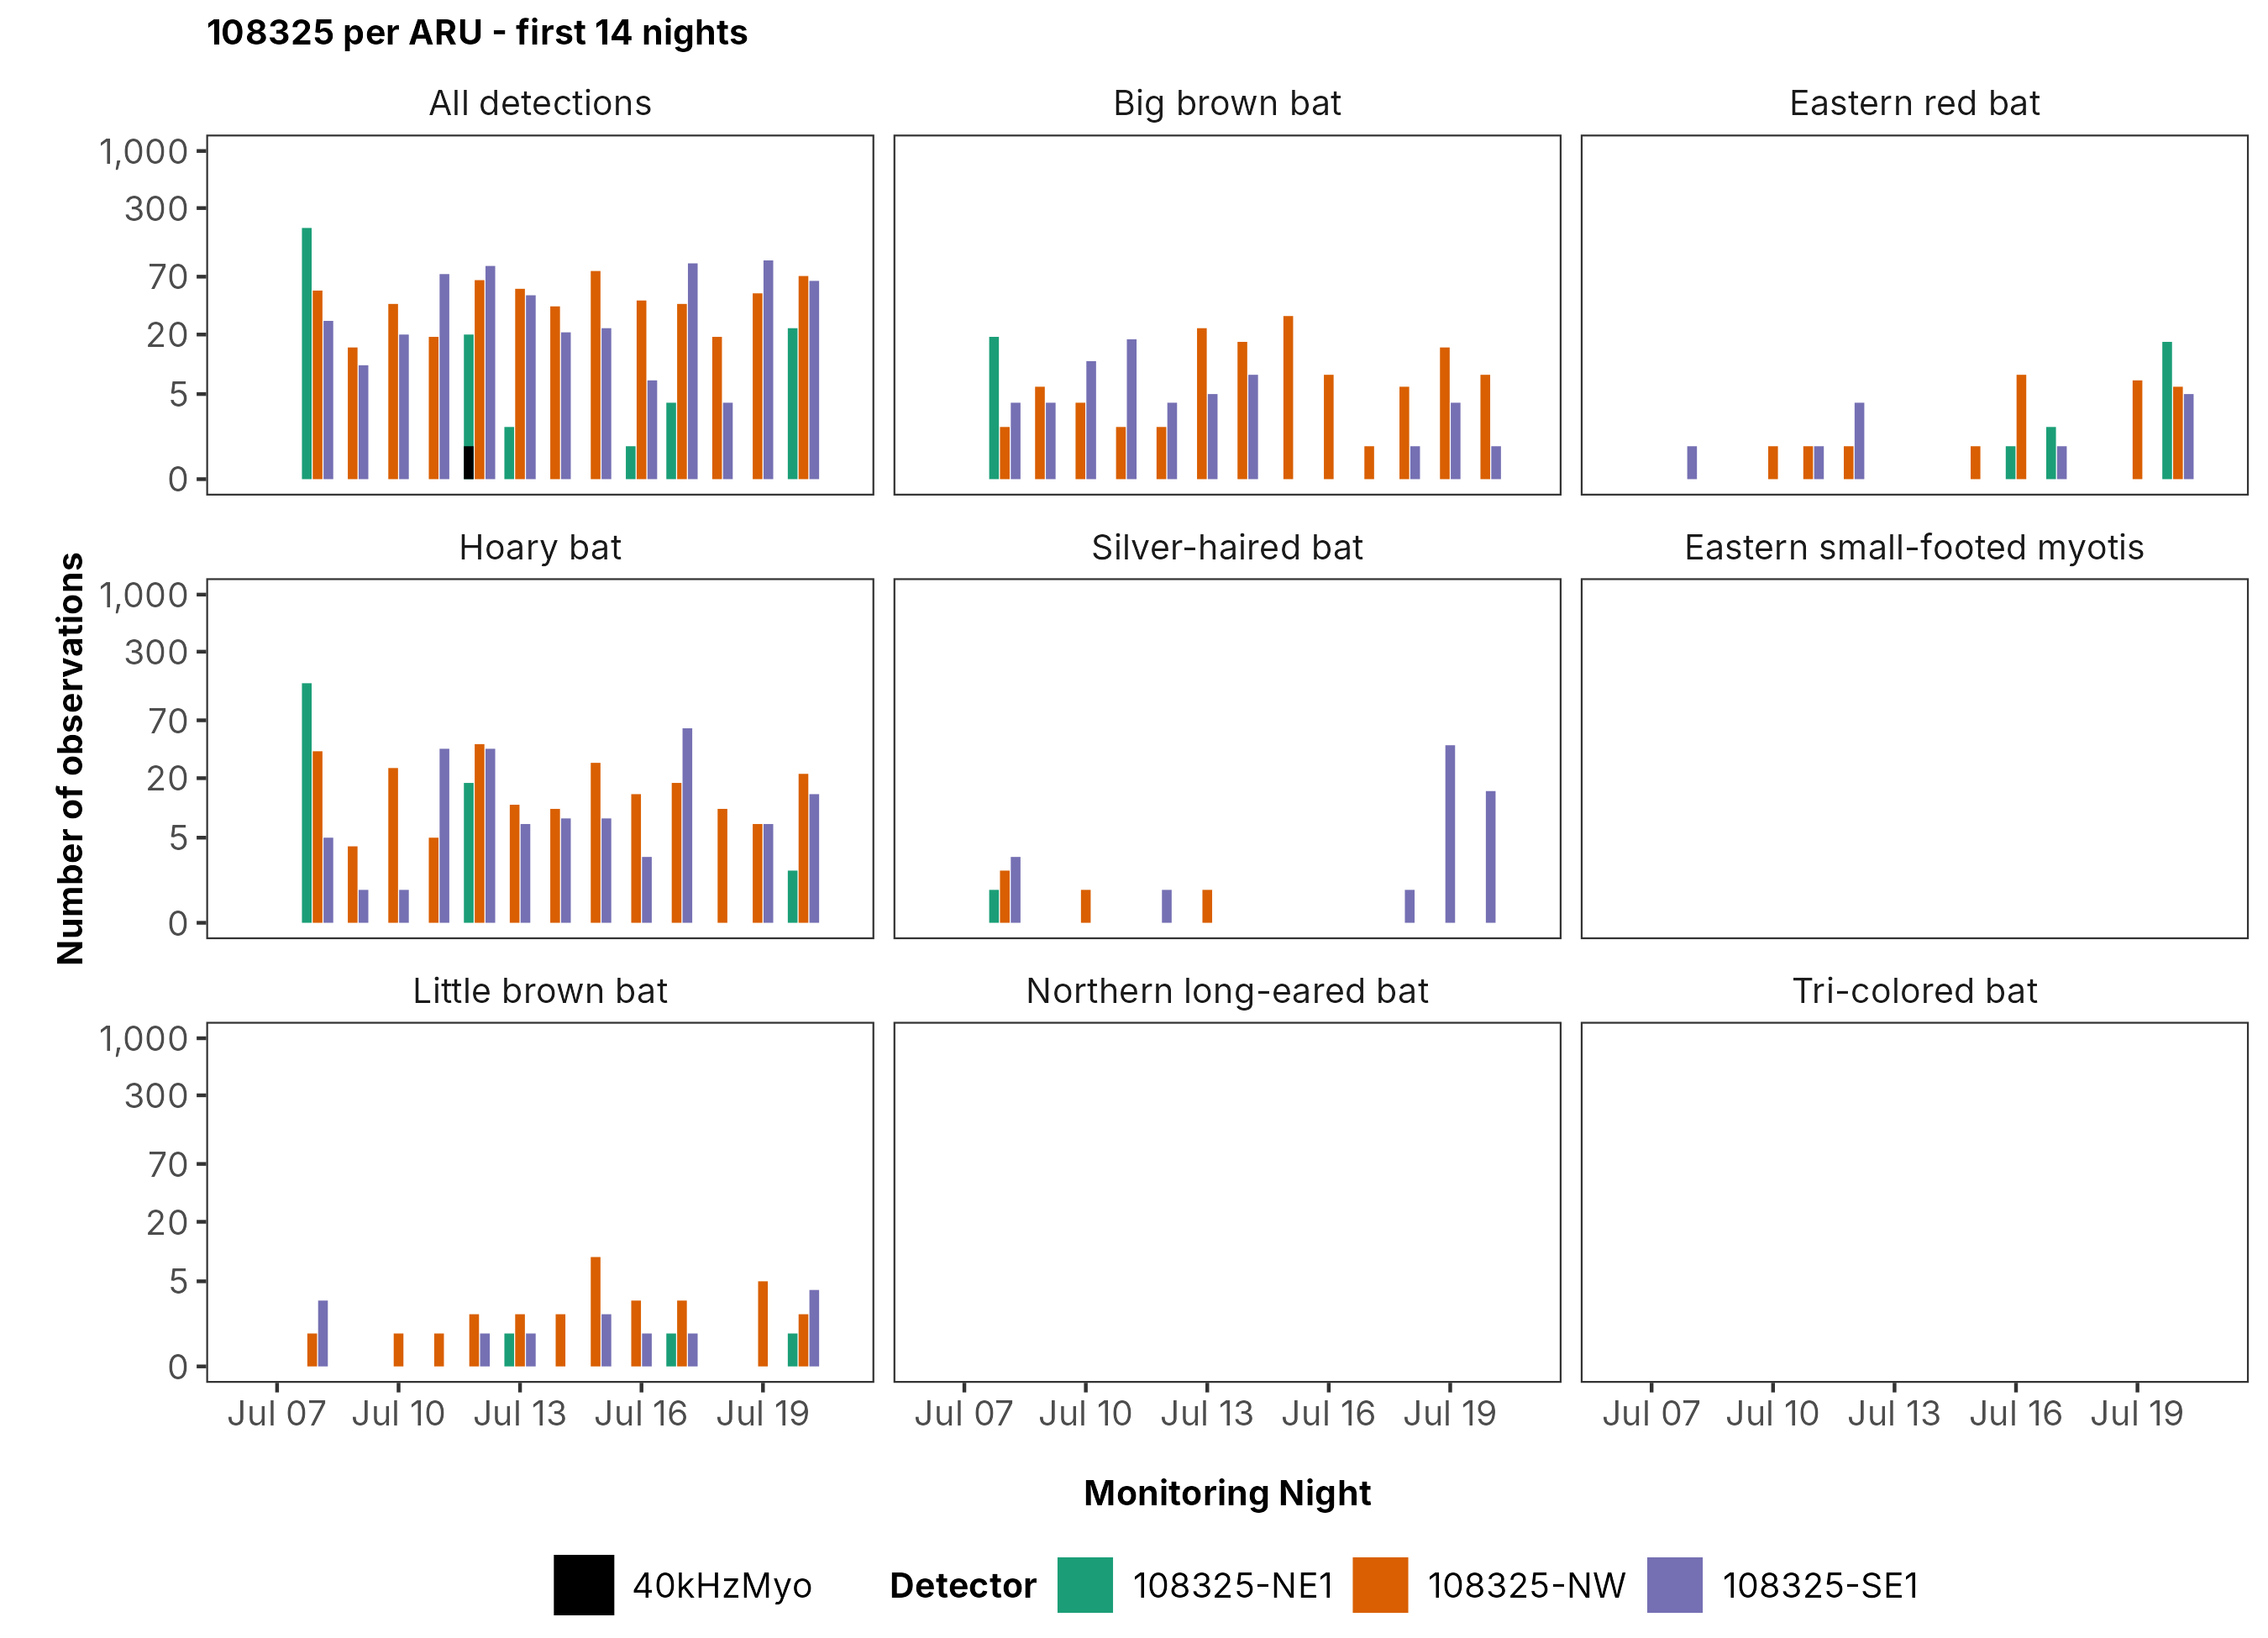 108325 per ARU - first 14 nights
All detections
Big brown bat
Eastern red bat
1,000
300
70
20
5
0
Hoary bat
Silver-haired bat
Eastern small-footed myotis
1,000
300
70
20
5
0
Number of observations
Little brown bat
Northern long-eared bat
Tri-colored bat
1,000
300
70
20
5
0
Jul 07 Jul 10 Jul 13 Jul 16 Jul 19
Jul 07 Jul 10 Jul 13 Jul 16 Jul 19
Jul 07 Jul 10 Jul 13 Jul 16 Jul 19
Monitoring Night
40kHzMyo Detector 108325-NE1 108325-NW 108325-SE1